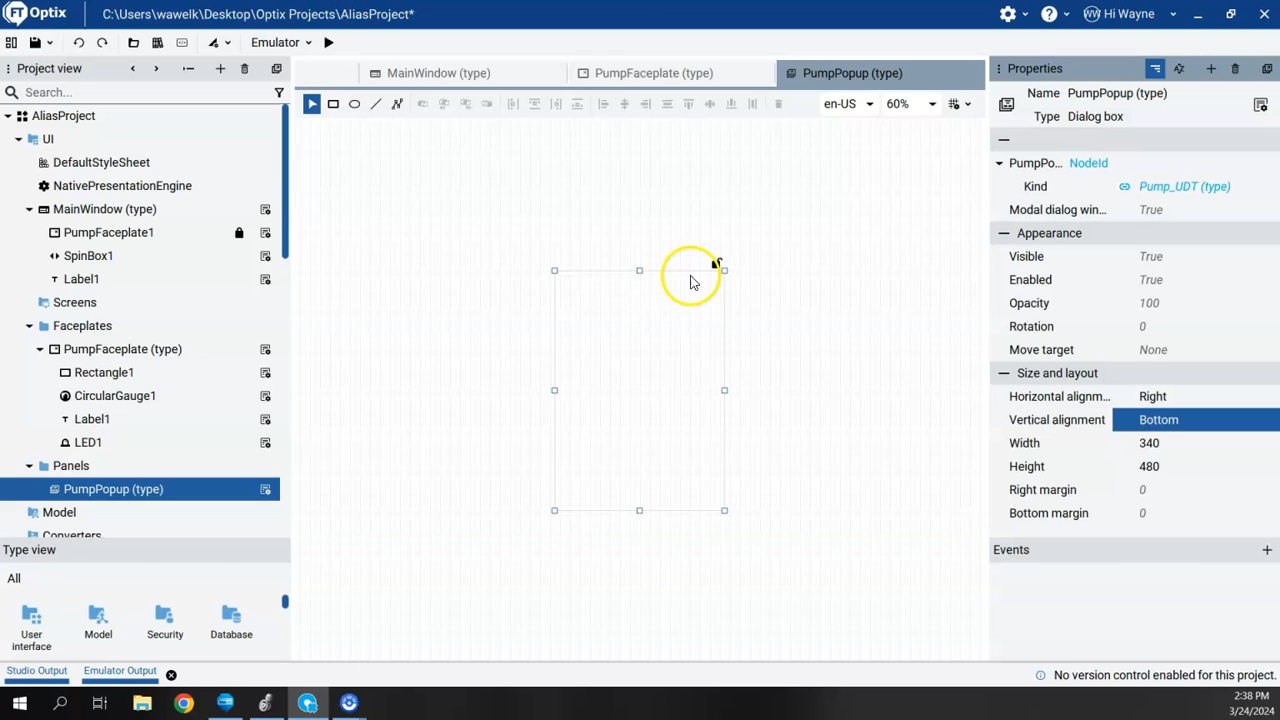 FT Optix C:\Users\wawelk\Desktop\Optix Projects\AliasProject* WW Hi Wayne
Emulator
Project view
MainWindow (type)
PumpFaceplate (type)
PumpPopup (type)
Properties
Search...
en-US
60%
Name PumpPopup (type)
Type Dialog box
AliasProject
UI
DefaultStyleSheet
NativePresentationEngine
MainWindow (type)
PumpFaceplate1
SpinBox1
Label1
Screens
Faceplates
PumpFaceplate (type)
Rectangle1
CircularGauge1
Label1
LED1
Panels
PumpPopup (type)
Model
Converters
PumpPo... NodeId
Kind Pump_UDT (type)
Modal dialog win... True
Appearance
Visible True
Enabled True
Opacity 100
Rotation 0
Move target None
Size and layout
Horizontal alignm... Right
Vertical alignment Bottom
Width 340
Height 480
Right margin 0
Bottom margin 0
Events
Type view
All
User interface
Model
Security
Database
Studio Output
Emulator Output
No version control enabled for this project.
2:38 PM
3/24/2024